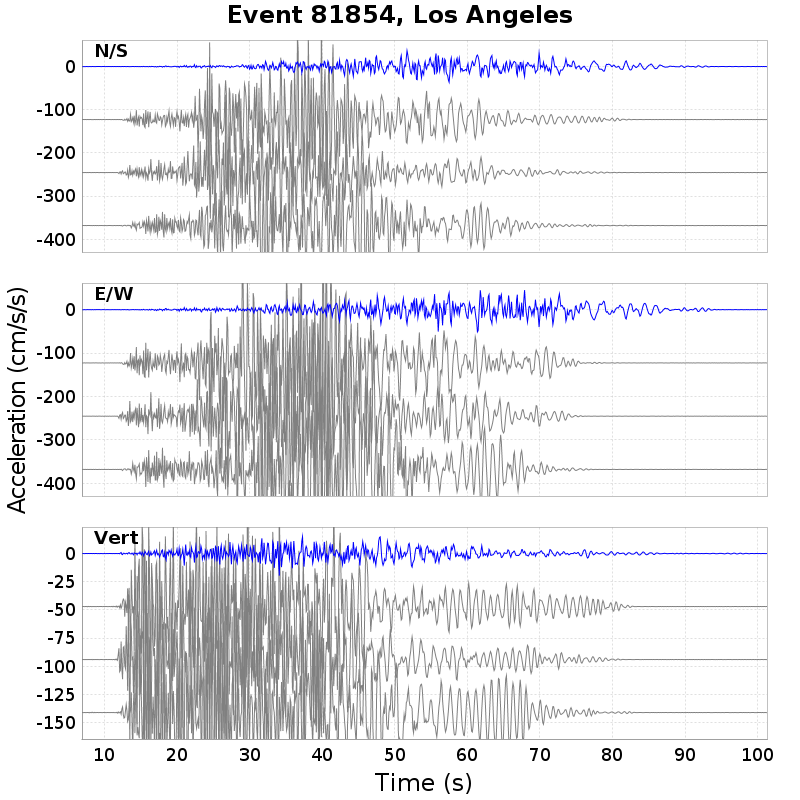 Event 81854, Los Angeles
N/S
0
-100
-200
-300
-400
E/W
0
-100
-200
-300
-400
Vert
0
-25
-50
-75
-100
-125
-150
Acceleration (cm/s/s)
10 20 30 40 50 60 70 80 90 100
Time (s)